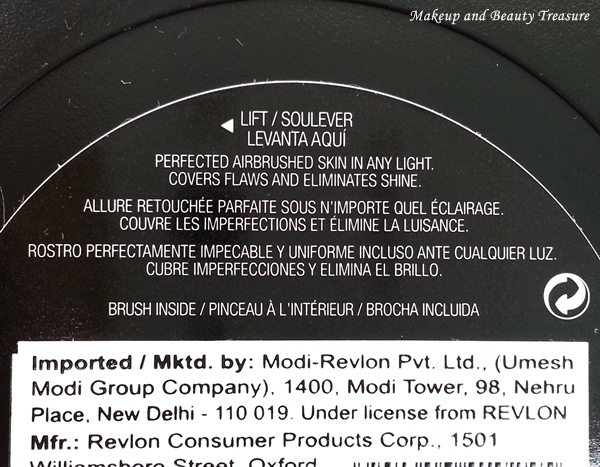 Makeup and Beauty Treasure
LIFT / SOULEVER
LEVANTA AQUÍ
PERFECTED AIRBRUSHED SKIN IN ANY LIGHT.
COVERS FLAWS AND ELIMINATES SHINE.
ALLURE RETOUCHÉE PARFAITE SOUS N'IMPORTE QUEL ÉCLAIRAGE.
COUVRE LES IMPERFECTIONS ET ÉLIMINE LA LUISANCE.
ROSTRO PERFECTAMENTE IMPECABLE Y UNIFORME INCLUSO ANTE CUALQUIER LUZ.
CUBRE IMPERFECCIONES Y ELIMINA EL BRILLO.
BRUSH INSIDE / PINCEAU À L'INTÉRIEUR / BROCHA INCLUIDA
Imported / Mktd. by: Modi-Revlon Pvt. Ltd., (Umesh
Modi Group Company), 1400, Modi Tower, 98, Nehru
Place, New Delhi - 110 019. Under license from REVLON
Mfr.: Revlon Consumer Products Corp., 1501
Williamsboro Street, Oxford